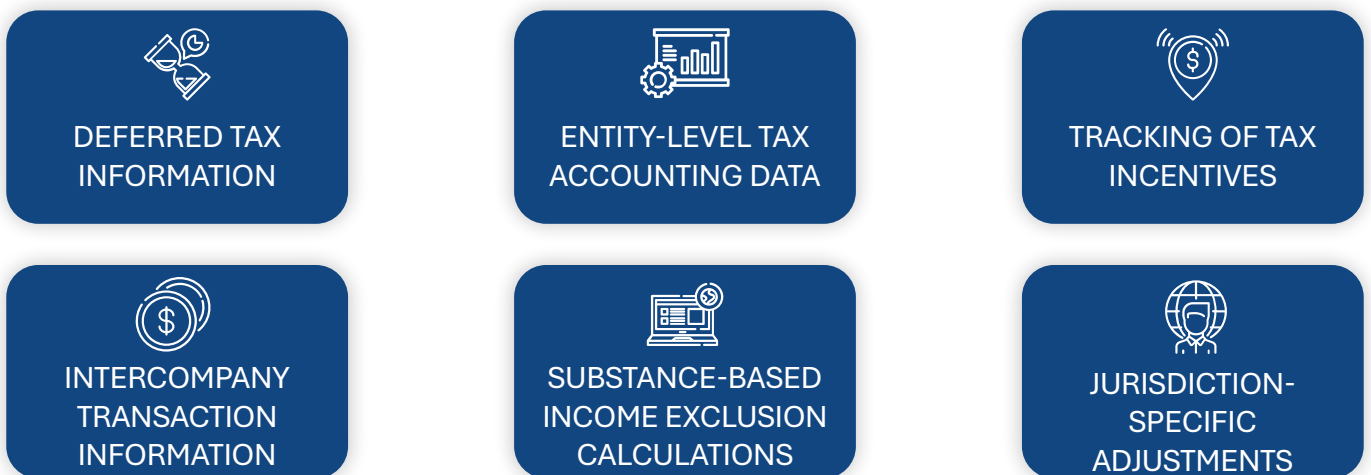 DEFERRED TAX
INFORMATION
ENTITY-LEVEL TAX
ACCOUNTING DATA
TRACKING OF TAX
INCENTIVES
INTERCOMPANY
TRANSACTION
INFORMATION
SUBSTANCE-BASED
INCOME EXCLUSION
CALCULATIONS
JURISDICTION-
SPECIFIC
ADJUSTMENTS